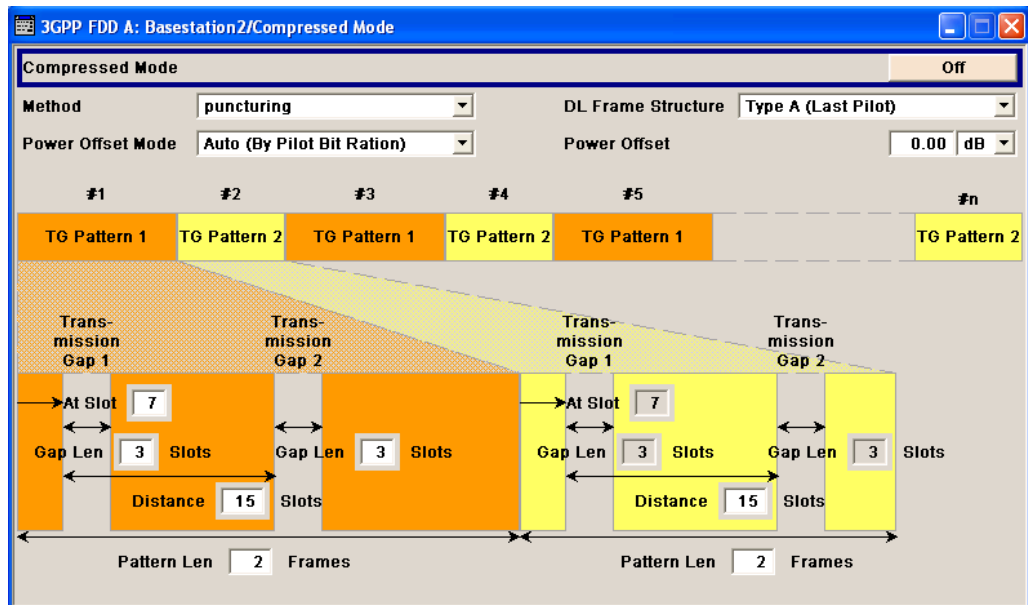 3GPP FDD A: Basestation2/Compressed Mode
Compressed Mode Off
Method puncturing DL Frame Structure Type A (Last Pilot)
Power Offset Mode Auto (By Pilot Bit Ration) Power Offset 0.00 dB
#1 #2 #3 #4 #5 #n
TG Pattern 1 TG Pattern 2 TG Pattern 1 TG Pattern 2 TG Pattern 1 TG Pattern 2
Trans- Trans- Trans- Trans-
mission mission mission mission
Gap 1 Gap 2 Gap 1 Gap 2
At Slot 7 At Slot 7
Gap Len 3 Slots Gap Len 3 Slots Gap Len 3 Slots Gap Len 3 Slots
Distance 15 Slots Distance 15 Slots
Pattern Len 2 Frames Pattern Len 2 Frames